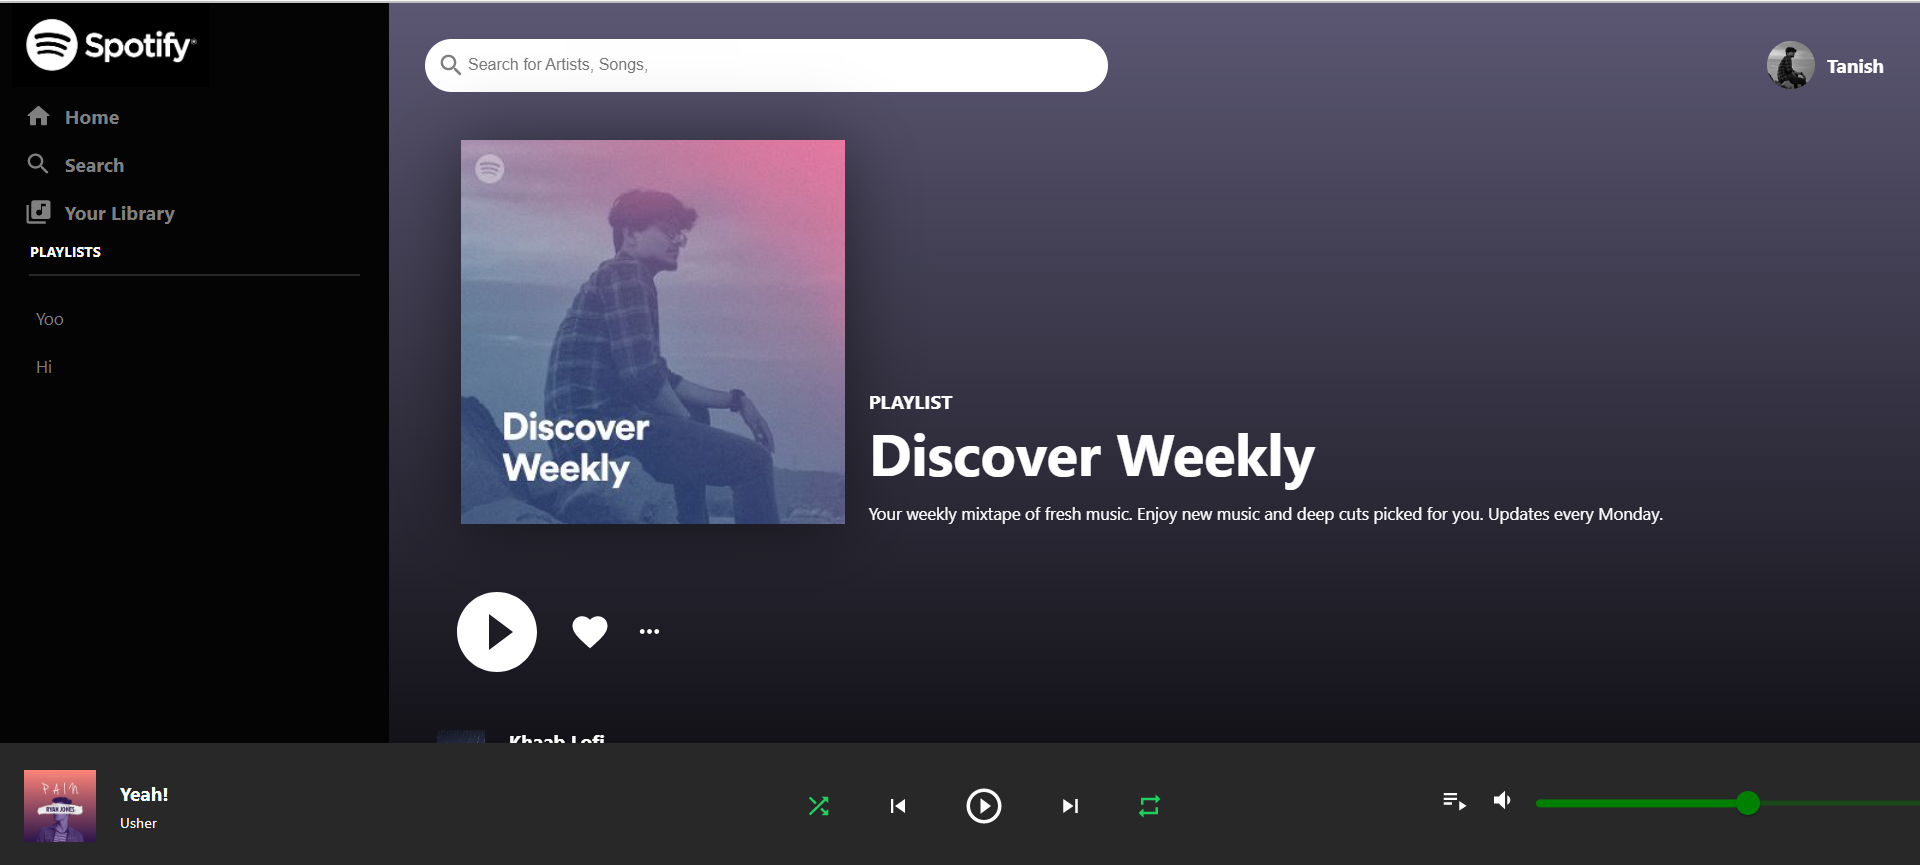 Spotify®
Home
Search
Your Library
PLAYLISTS
Yoo
Hi
Search for Artists, Songs,
Tanish
Discover
Weekly
PLAYLIST
Discover Weekly
Your weekly mixtape of fresh music. Enjoy new music and deep cuts picked for you. Updates every Monday.
Khaab Lofi
PAIN
RYAN JONES
Yeah!
Usher